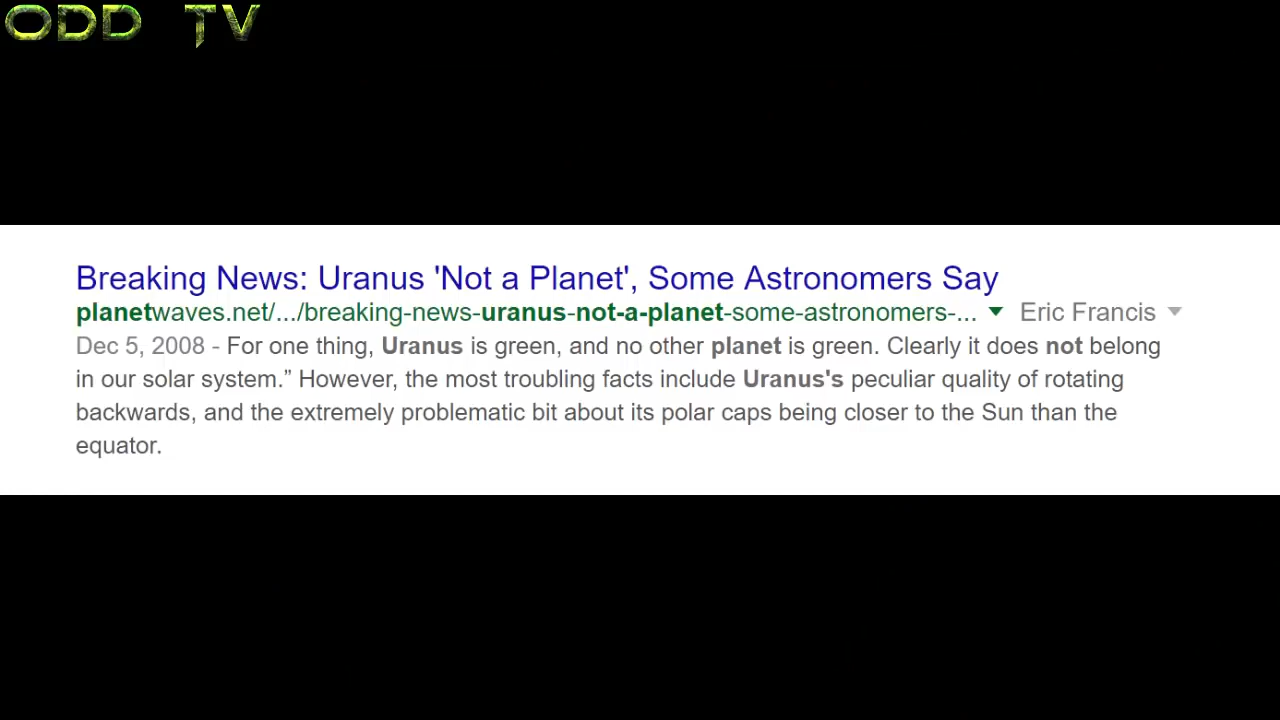 ODD TV
Breaking News: Uranus 'Not a Planet', Some Astronomers Say
planetwaves.net/.../breaking-news-uranus-not-a-planet-some-astronomers-... Eric Francis
Dec 5, 2008 - For one thing, Uranus is green, and no other planet is green. Clearly it does not belong
in our solar system.” However, the most troubling facts include Uranus's peculiar quality of rotating
backwards, and the extremely problematic bit about its polar caps being closer to the Sun than the
equator.